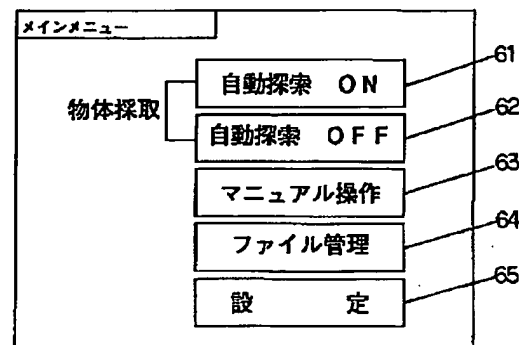 メインメニュー
自動探索 ON 61
物体採取
自動探索 OFF 62
マニュアル操作 63
ファイル管理 64
設定 65